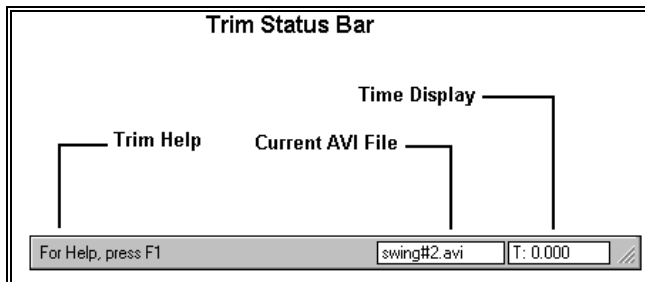 Trim Status Bar
Time Display
Trim Help
Current AVI File
For Help, press F1
swing#2.avi
T: 0.000